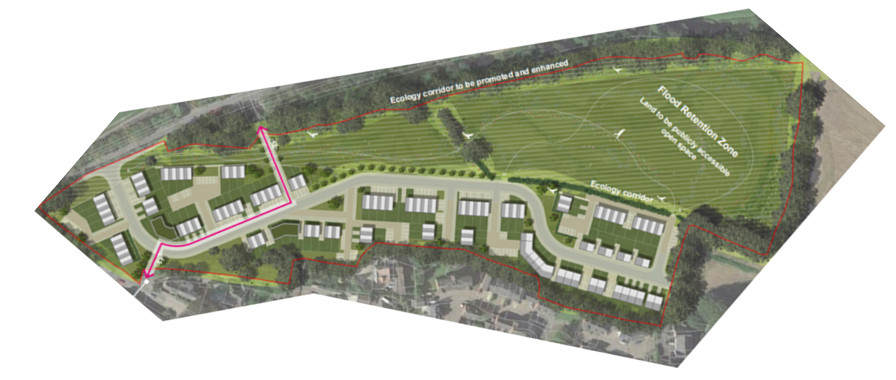 Ecology corridor to be promoted and enhanced
Flood Retention Zone
Land to be publicly accessible
open space
Ecology corridor